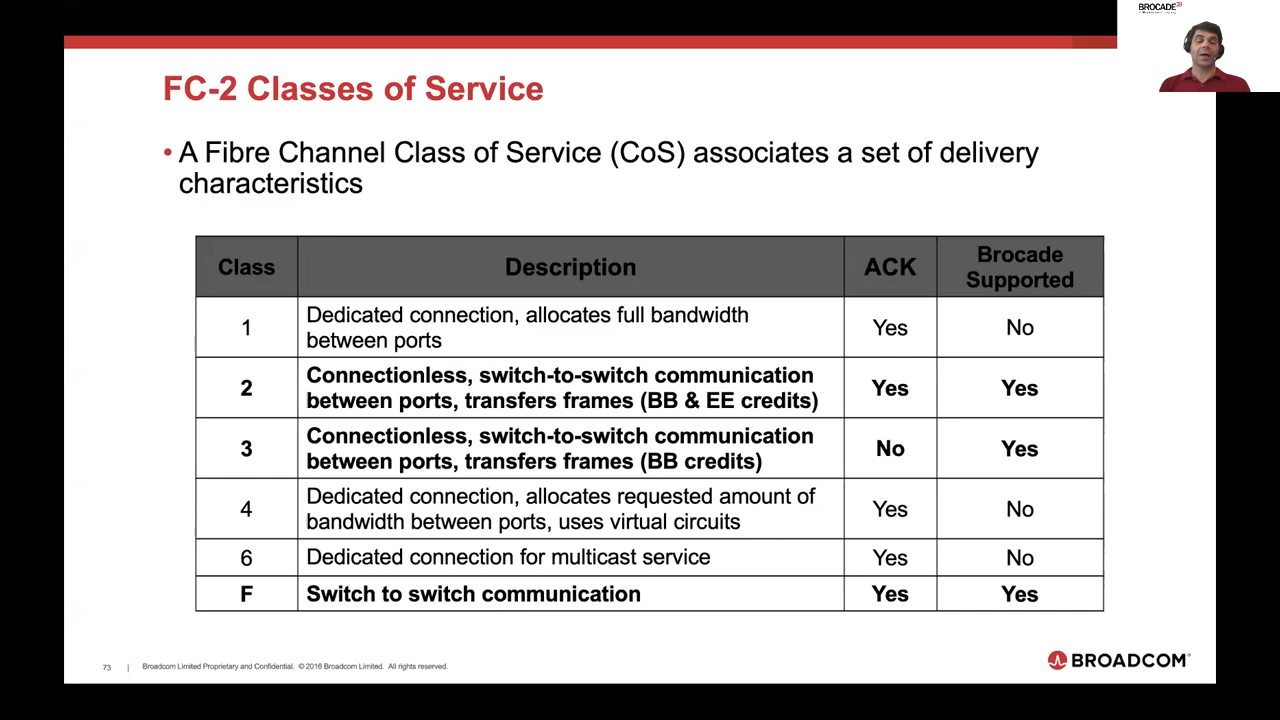 BROCADE
FC-2 Classes of Service
• A Fibre Channel Class of Service (CoS) associates a set of delivery
characteristics
Class Description ACK Brocade
Supported
1 Dedicated connection, allocates full bandwidth
between ports Yes No
2 Connectionless, switch-to-switch communication
between ports, transfers frames (BB & EE credits) Yes Yes
3 Connectionless, switch-to-switch communication
between ports, transfers frames (BB credits) No Yes
4 Dedicated connection, allocates requested amount of
bandwidth between ports, uses virtual circuits Yes No
6 Dedicated connection for multicast service Yes No
F Switch to switch communication Yes Yes
73 | Broadcom Limited Proprietary and Confidential. © 2016 Broadcom Limited. All rights reserved.
BROADCOM